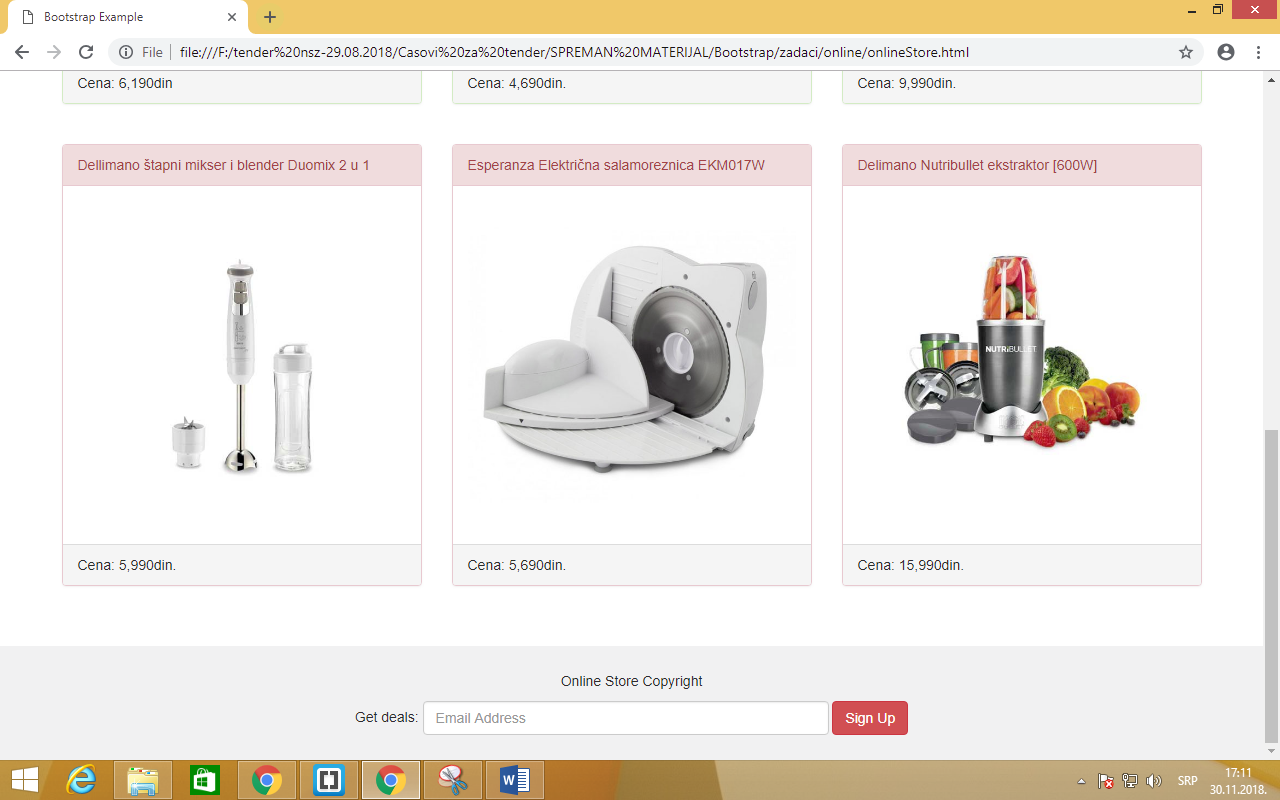 Bootstrap Example
File
file:///F:/tender%20nsz-29.08.2018/Casovi%20za%20tender/SPREMAN%20MATERIJAL/Bootstrap/zadaci/online/onlineStore.html
Cena: 6,190din
Cena: 4,690din.
Cena: 9,990din.
Dellimano štapni mikser i blender Duomix 2 u 1
Esperanza Električna salamoreznica EKM017W
Delimano Nutribullet ekstraktor [600W]
NUTRiBULLET
Cena: 5,990din.
Cena: 5,690din.
Cena: 15,990din.
Online Store Copyright
Get deals:
Email Address
Sign Up
SRP
17:11
30.11.2018.